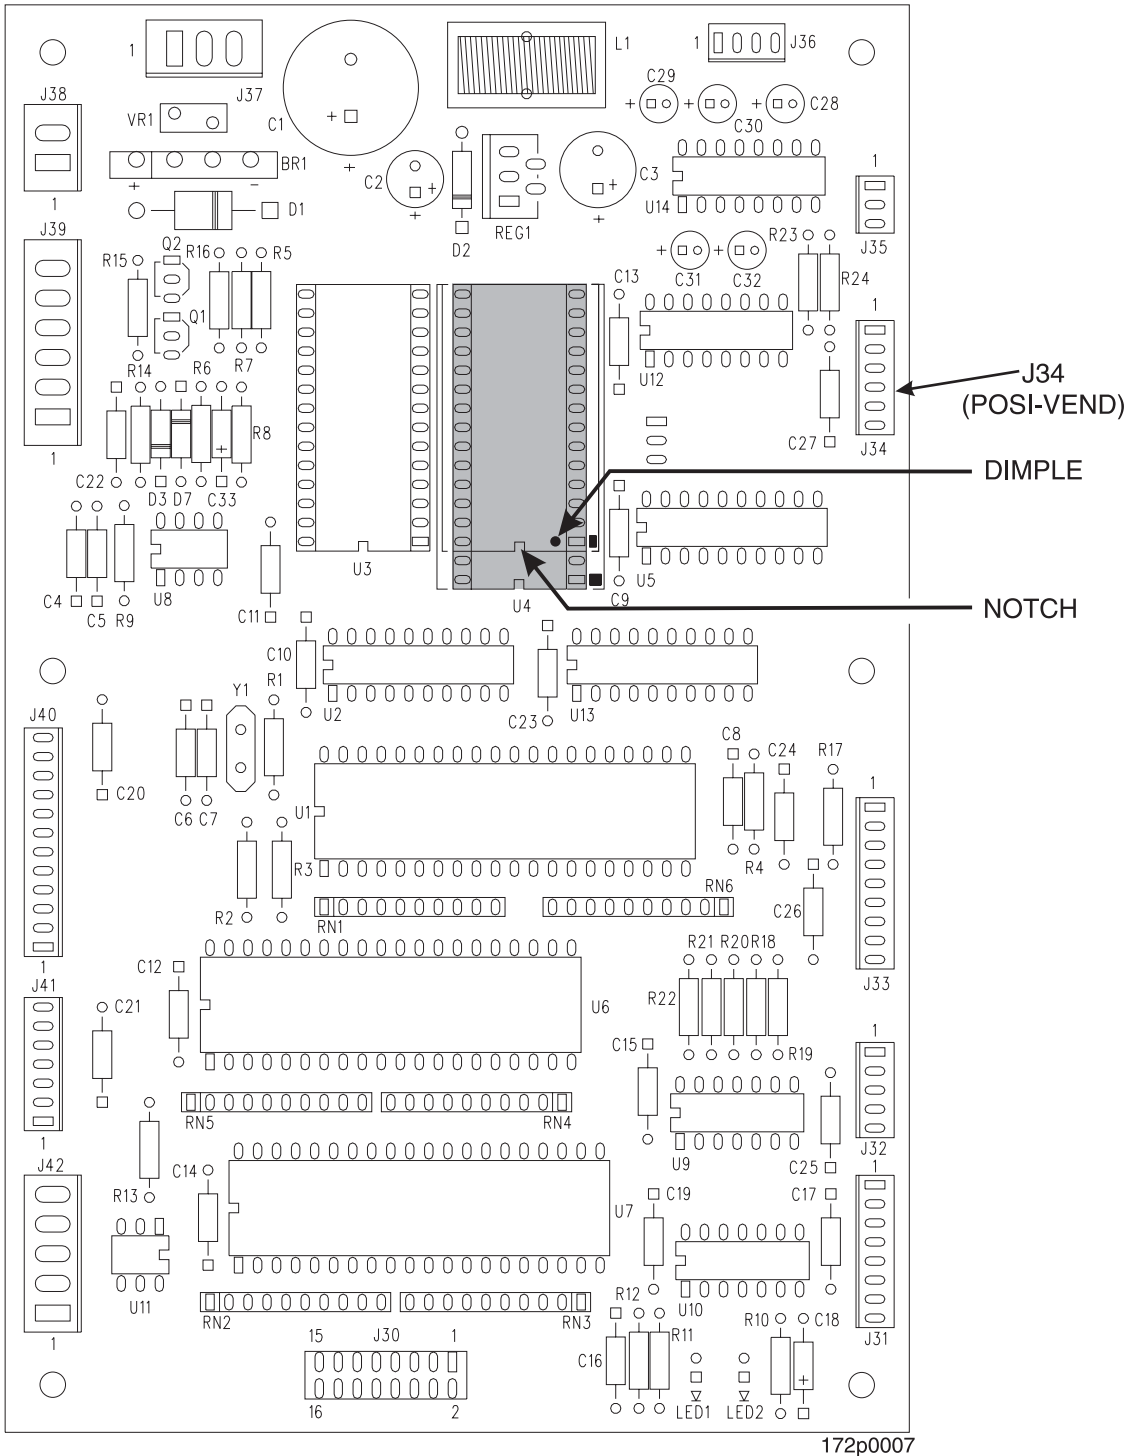 1
J37
L1
1
J36
J38
VR1
C1
+
+
C29
+
+
+
C28
C30
BR1
+
-
C2
+
+
C3
+
+
U14
1
1
D1
D2
REG1
J35
J39
Q2
R16
R5
R15
Q1
C31
C32
+
+
C13
R23
R24
1
R14
R6
R7
U12
J34
(POSI-VEND)
R8
+
C27
J34
1
C22
D3
D7
C33
DIMPLE
U8
U3
U4
U5
C9
C4
C5
R9
C11
NOTCH
C10
U2
C23
U13
J40
Y1
R1
C8
C24
R17
C20
C6
C7
U1
1
R3
R4
R2
RN1
RN6
C26
1
J41
C12
C21
U6
R21
R20
R18
R22
J33
C15
R19
1
RN5
RN4
U9
1
J42
C14
R13
U7
C19
C25
C17
J32
1
U11
U10
RN2
RN3
R12
R11
R10
C18
J31
1
15
J30
1
C16
+
16
2
LED1
LED2
172p0007